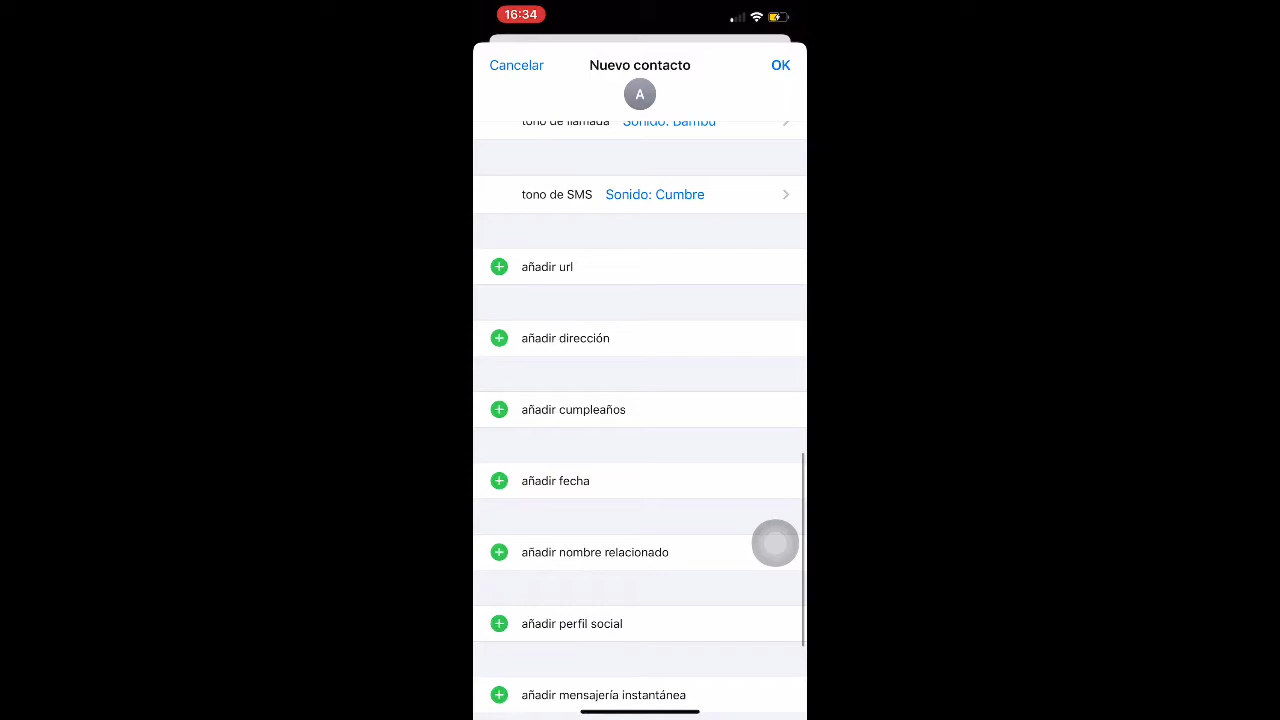 16:34
Cancelar Nuevo contacto OK
A
tono de llamada Sonido: Bambú
tono de SMS Sonido: Cumbre
añadir url
añadir dirección
añadir cumpleaños
añadir fecha
añadir nombre relacionado
añadir perfil social
añadir mensajería instantánea